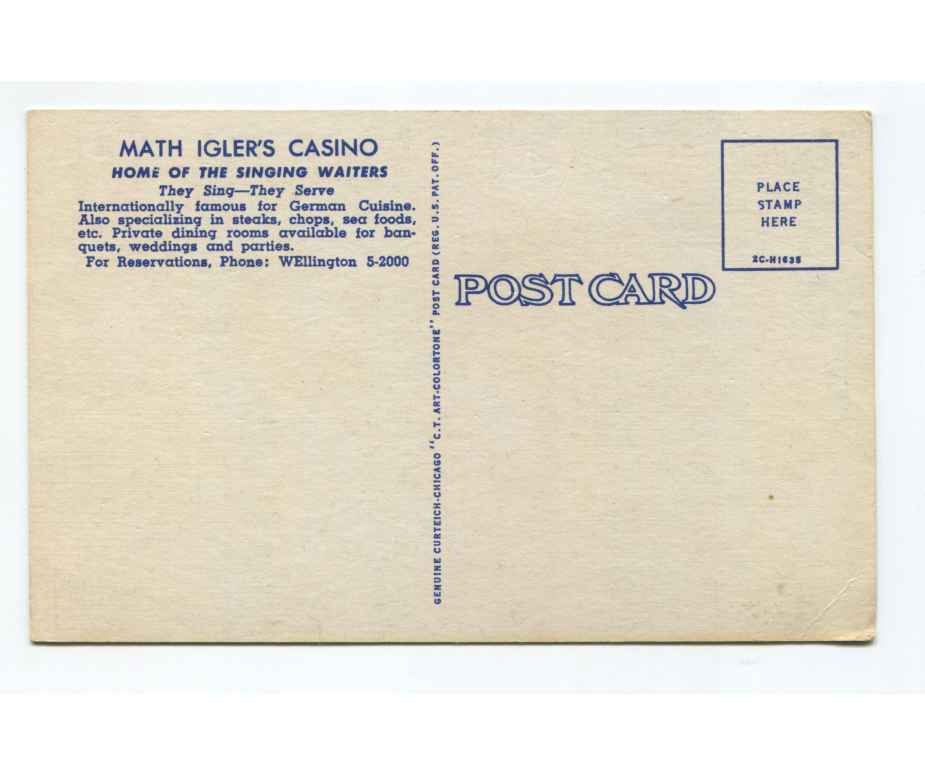 MATH IGLER'S CASINO
HOME OF THE SINGING WAITERS
They Sing—They Serve
Internationally famous for German Cuisine.
Also specializing in steaks, chops, sea foods,
etc. Private dining rooms available for ban-
quets, weddings and parties.
For Reservations, Phone: WEllington 5-2000
GENUINE CURTEICH-CHICAGO "C.T. ART-COLORTONE" POST CARD (REG. U.S. PAT. OFF.)
POST CARD
PLACE
STAMP
HERE
2C-H1635